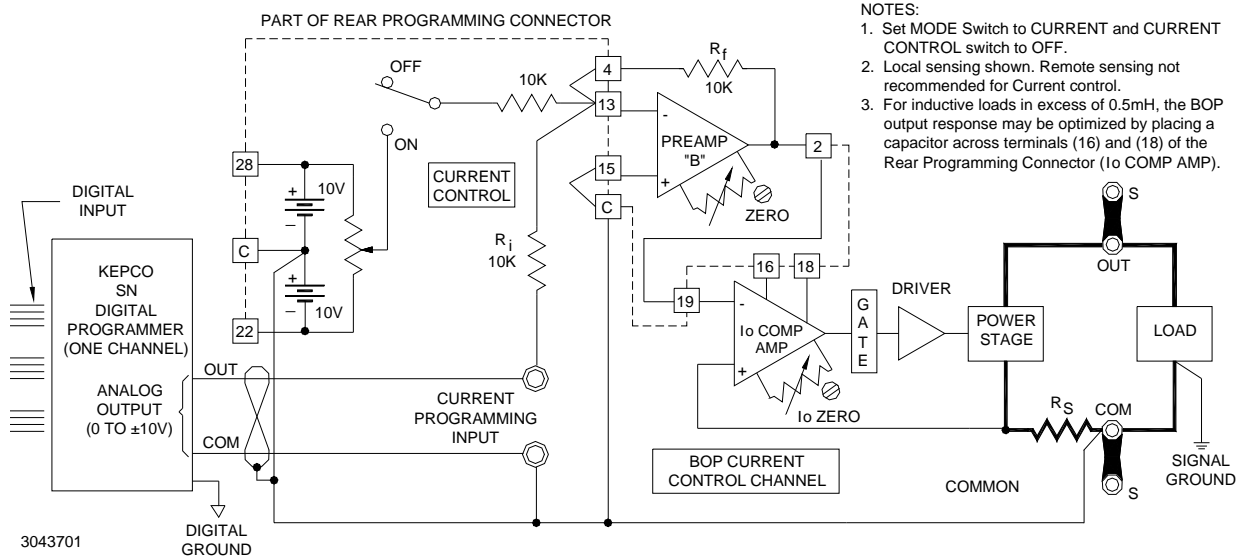 PART OF REAR PROGRAMMING CONNECTOR
NOTES:
1. Set MODE Switch to CURRENT and CURRENT
CONTROL switch to OFF.
2. Local sensing shown. Remote sensing not
recommended for Current control.
3. For inductive loads in excess of 0.5mH, the BOP
output response may be optimized by placing a
capacitor across terminals (16) and (18) of the
Rear Programming Connector (Io COMP AMP).
OFF
10K
4
13
Rf
10K
ON
28
+
10V
–
CURRENT
CONTROL
15
C
-
PREAMP
"B"
+
2
ZERO
DIGITAL
INPUT
C
+
10V
–
22
Ri
10K
KEPCO
SN
DIGITAL
PROGRAMMER
(ONE CHANNEL)
ANALOG
OUTPUT
(0 TO ±10V)
OUT
COM
CURRENT
PROGRAMMING
INPUT
16
18
19
-
Io COMP
AMP
+
Io ZERO
GATE
DRIVER
POWER
STAGE
S
OUT
LOAD
RS
COM
S
SIGNAL
GROUND
BOP CURRENT
CONTROL CHANNEL
COMMON
DIGITAL
GROUND
3043701